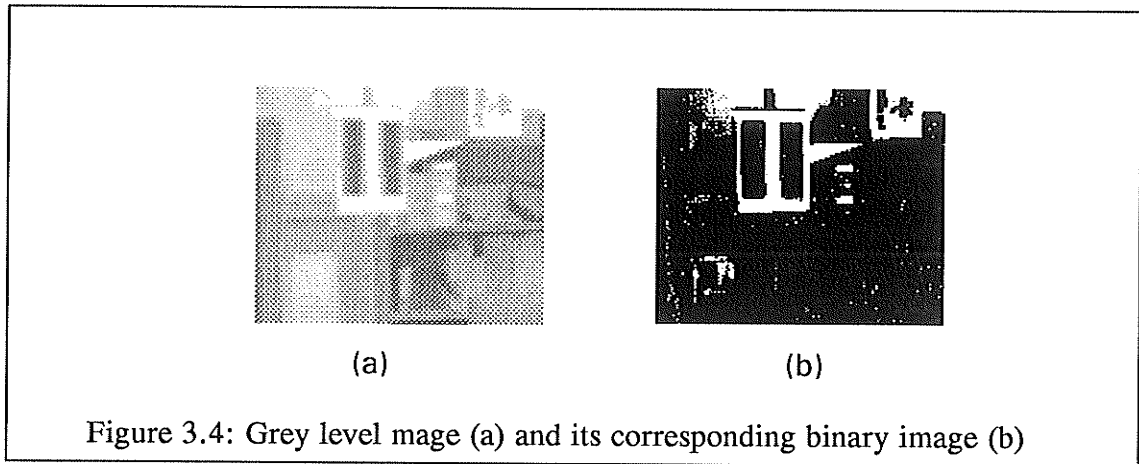 (a) (b)
Figure 3.4: Grey level mage (a) and its corresponding binary image (b)